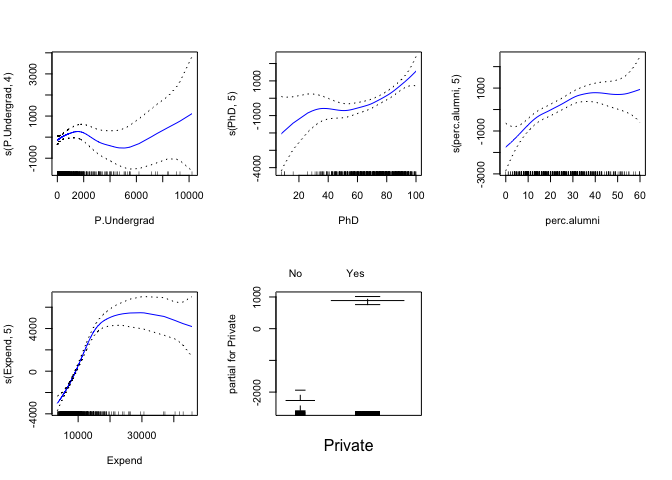 s(P.Undergrad, 4)
-1000
1000
3000
0
2000
6000
10000
P.Undergrad
s(PhD, 5)
-4000
-1000
1000
20
40
60
80
100
PhD
s(perc.alumni, 5)
-3000
-1000
1000
0
10
20
30
40
50
60
perc.alumni
s(Expend, 5)
-4000
0
4000
10000
30000
Expend
No
Yes
partial for Private
-2000
0
1000
Private